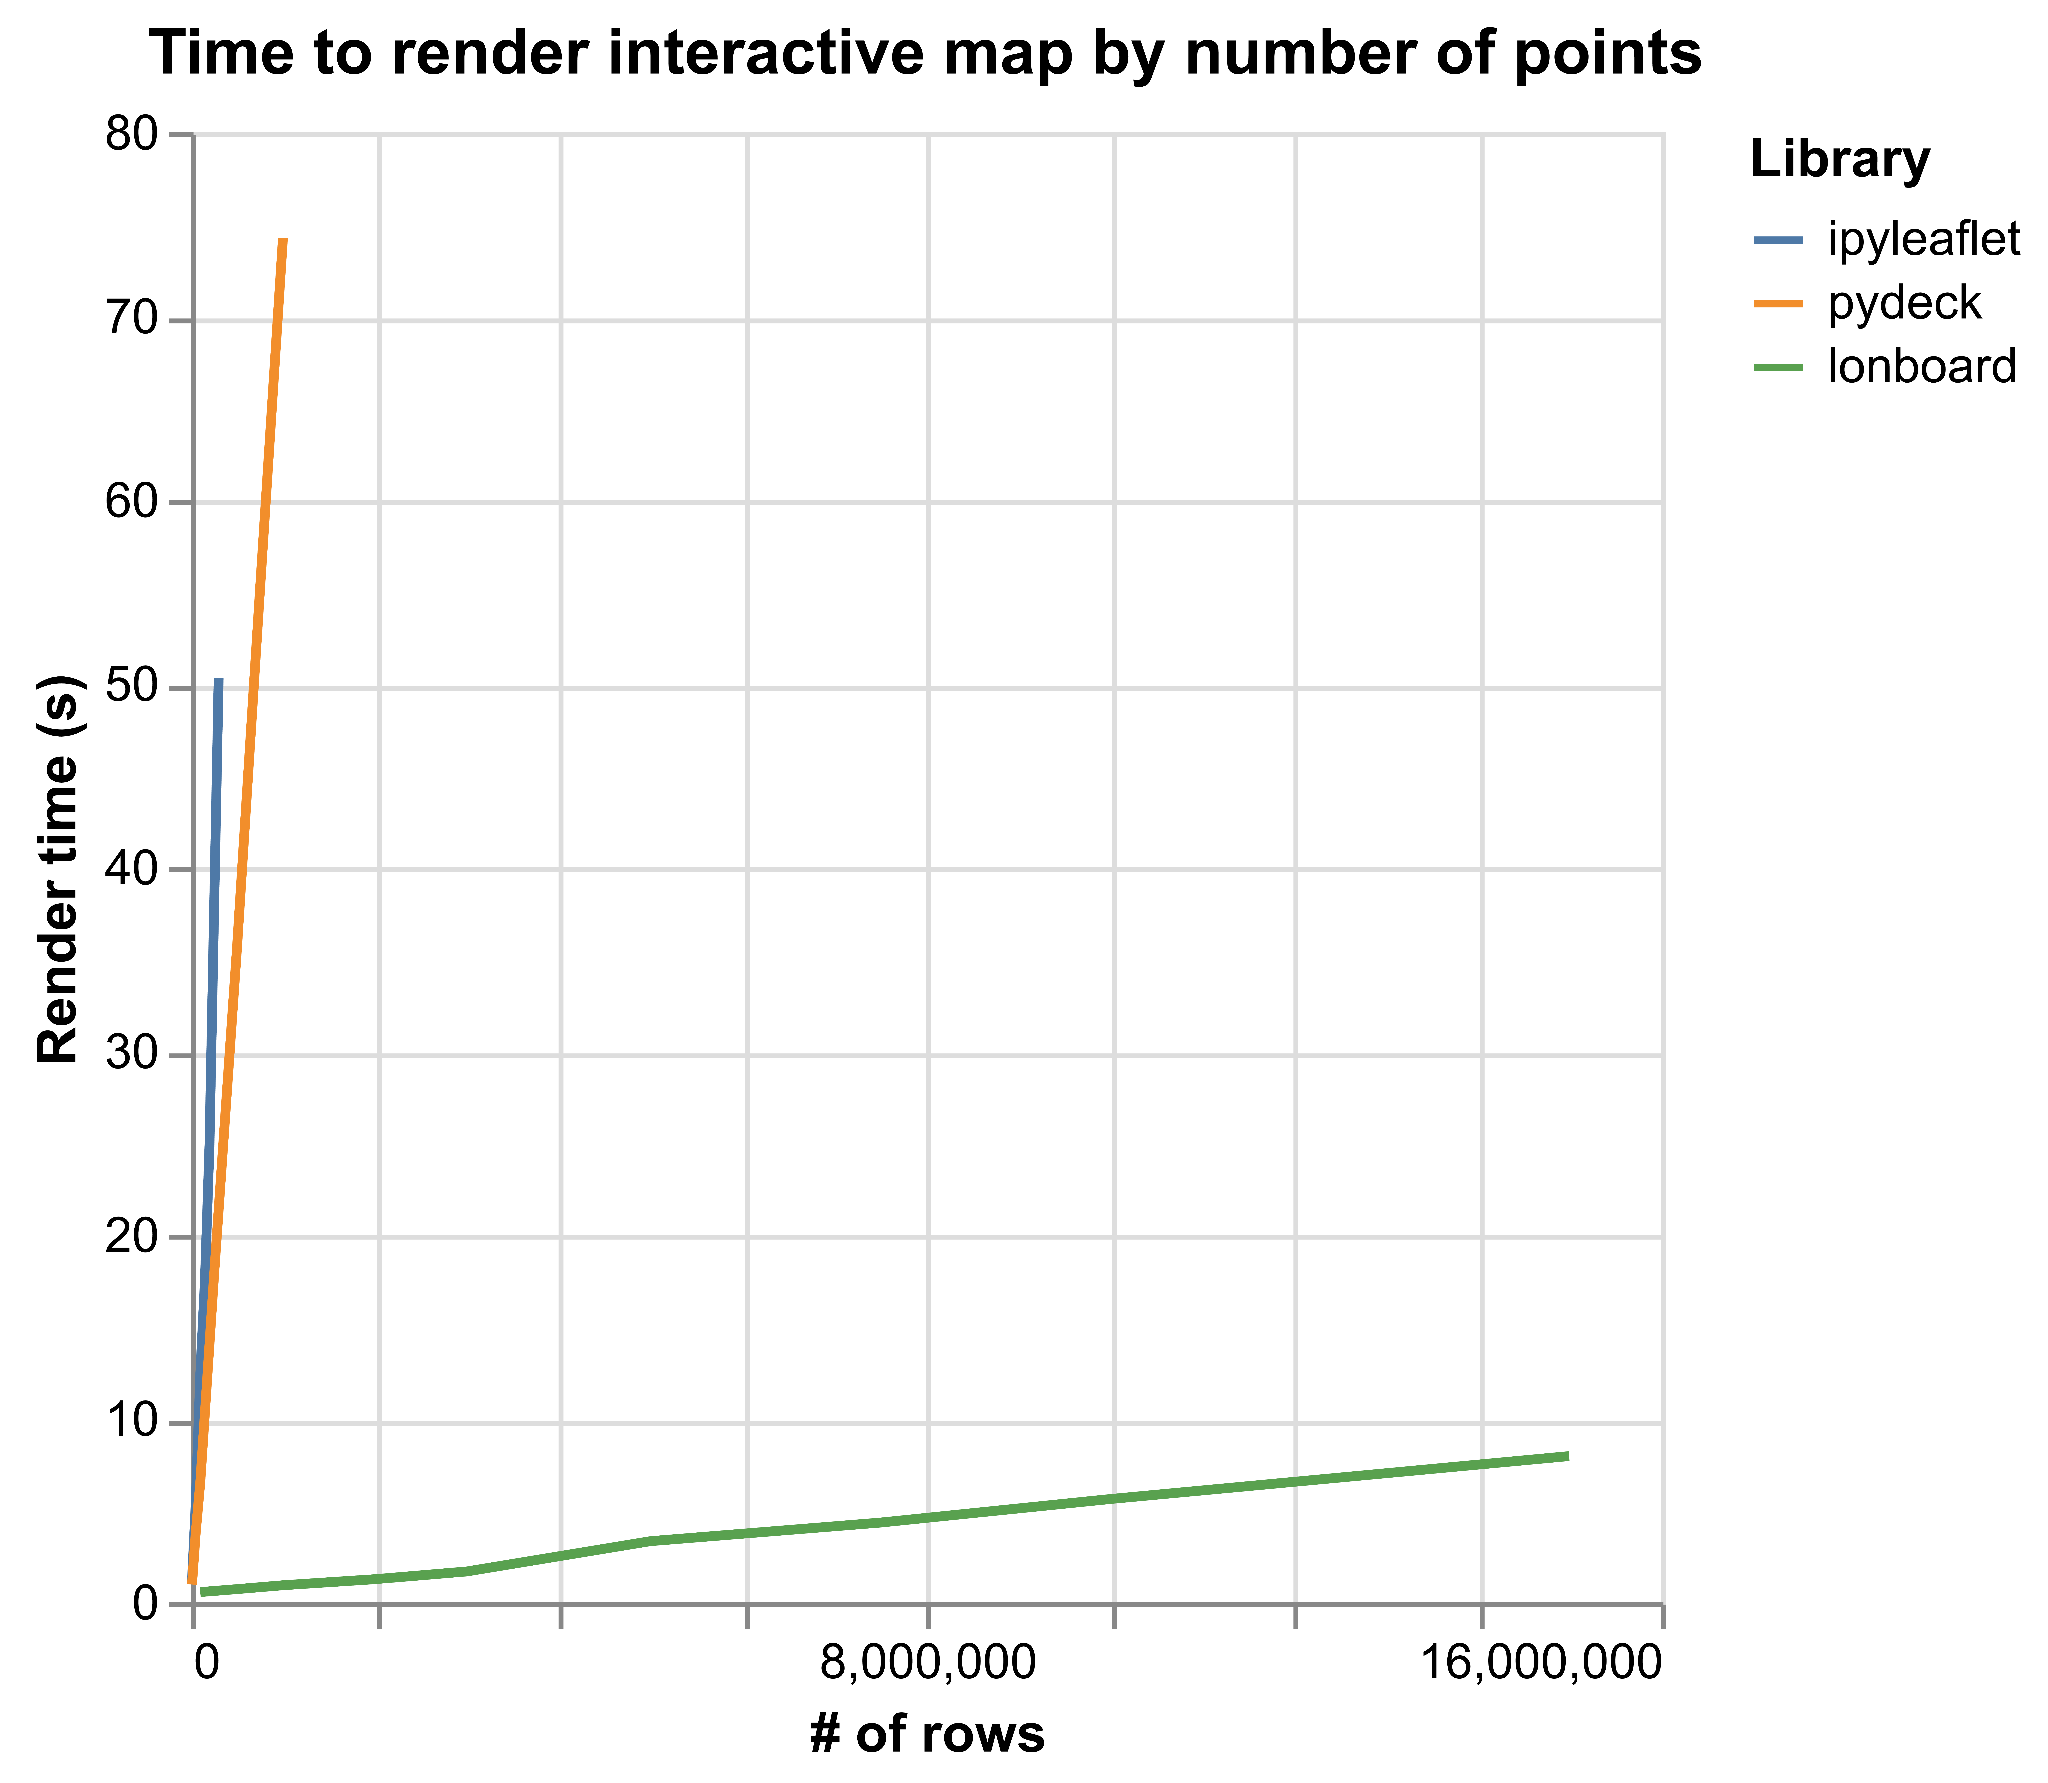 Time to render interactive map by number of points
80
70
60
50
40
30
20
10
0
Render time (s)
0
8,000,000
16,000,000
# of rows
Library
ipyleaflet
pydeck
lonboard